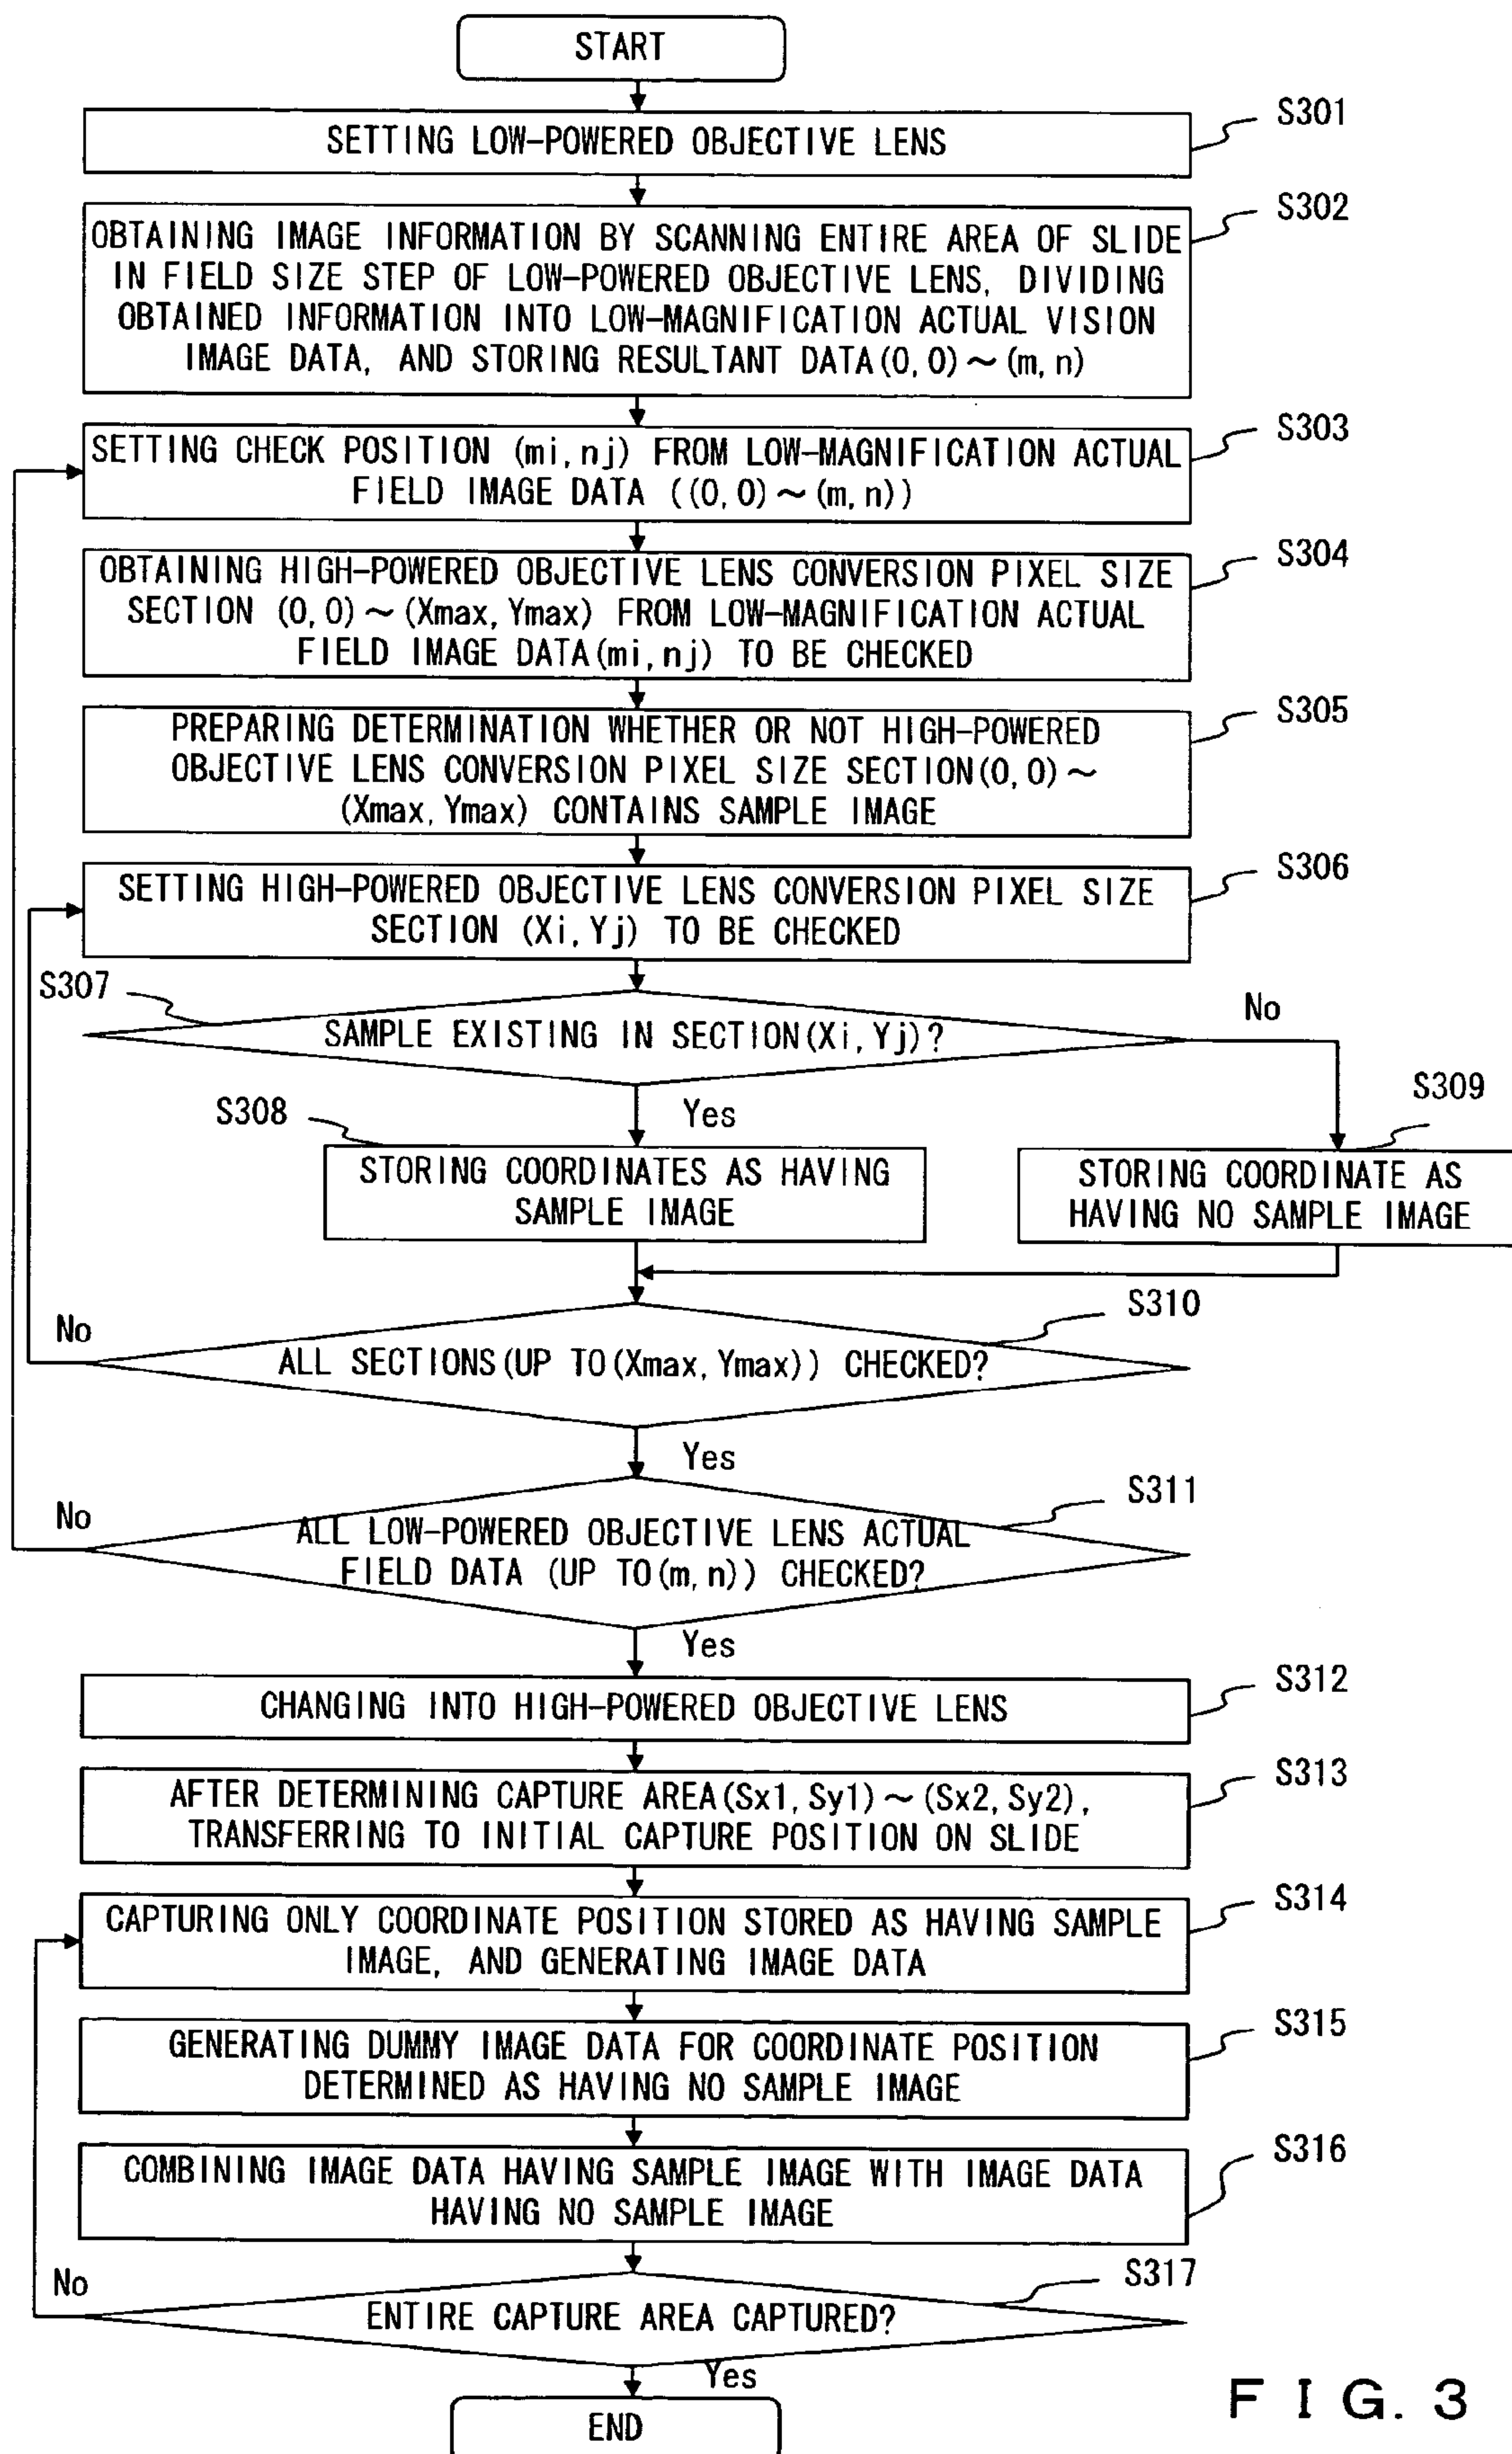 START
SETTING LOW-POWERED OBJECTIVE LENS
S301
OBTAINING IMAGE INFORMATION BY SCANNING ENTIRE AREA OF SLIDE
IN FIELD SIZE STEP OF LOW-POWERED OBJECTIVE LENS, DIVIDING
OBTAINED INFORMATION INTO LOW-MAGNIFICATION ACTUAL VISION
IMAGE DATA, AND STORING RESULTANT DATA(0,0)~(m,n)
S302
SETTING CHECK POSITION (mi,nj) FROM LOW-MAGNIFICATION ACTUAL
FIELD IMAGE DATA ((0,0)~(m,n))
S303
OBTAINING HIGH-POWERED OBJECTIVE LENS CONVERSION PIXEL SIZE
SECTION (0,0)~(Xmax,Ymax) FROM LOW-MAGNIFICATION ACTUAL
FIELD IMAGE DATA(mi,nj) TO BE CHECKED
S304
PREPARING DETERMINATION WHETHER OR NOT HIGH-POWERED
OBJECTIVE LENS CONVERSION PIXEL SIZE SECTION(0,0)~
(Xmax,Ymax) CONTAINS SAMPLE IMAGE
S305
SETTING HIGH-POWERED OBJECTIVE LENS CONVERSION PIXEL SIZE
SECTION (Xi,Yj) TO BE CHECKED
S306
S307
SAMPLE EXISTING IN SECTION(Xi,Yj)?
No
Yes
S308
STORING COORDINATES AS HAVING
SAMPLE IMAGE
S309
STORING COORDINATE AS
HAVING NO SAMPLE IMAGE
S310
No
ALL SECTIONS(UP TO(Xmax,Ymax)) CHECKED?
Yes
S311
No
ALL LOW-POWERED OBJECTIVE LENS ACTUAL
FIELD DATA (UP TO(m,n)) CHECKED?
Yes
CHANGING INTO HIGH-POWERED OBJECTIVE LENS
S312
AFTER DETERMINING CAPTURE AREA(Sx1,Sy1)~(Sx2,Sy2),
TRANSFERRING TO INITIAL CAPTURE POSITION ON SLIDE
S313
CAPTURING ONLY COORDINATE POSITION STORED AS HAVING SAMPLE
IMAGE, AND GENERATING IMAGE DATA
S314
GENERATING DUMMY IMAGE DATA FOR COORDINATE POSITION
DETERMINED AS HAVING NO SAMPLE IMAGE
S315
COMBINING IMAGE DATA HAVING SAMPLE IMAGE WITH IMAGE DATA
HAVING NO SAMPLE IMAGE
S316
S317
No
ENTIRE CAPTURE AREA CAPTURED?
Yes
END
FIG. 3